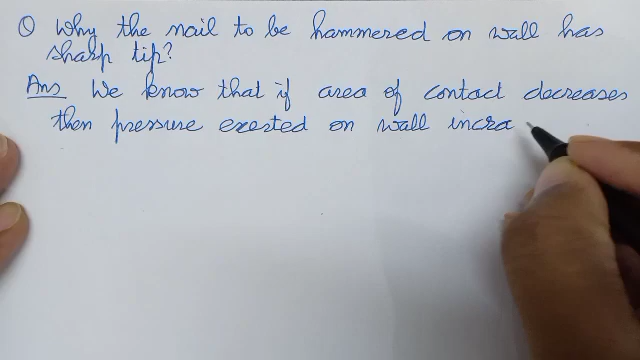 Q Why the nail to be hammered on wall has
sharp tip?
Ans We know that if area of contact decreases
then pressure exerted on wall incra